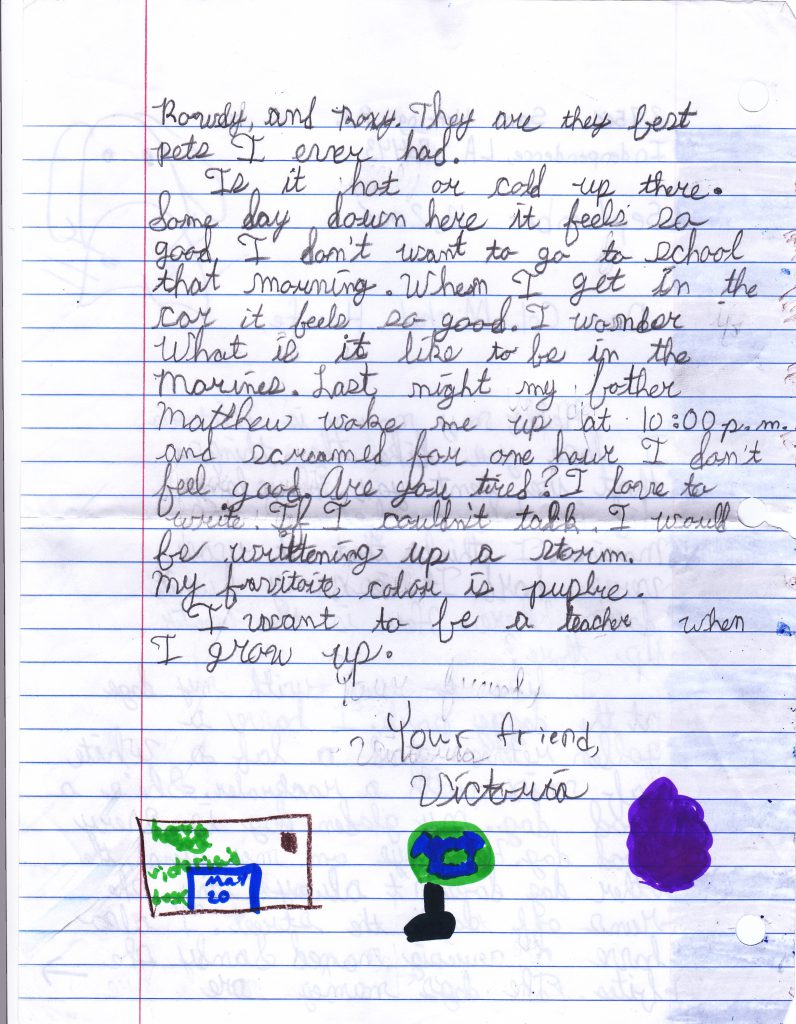 Rowdy, and Roxy. They are they best
pets I ever had.
Is it hot or cold up there.
Some day down here it feels so
good I don't want to go to school
that morning. When I get in the
car it feels so good. I wonder
What is it like to be in the
Marines. Last night my bother
Matthew wake me up at 10:00 p.m.
and screamed for one hour I don't
feel good. Are you tired? I love to
write. If I couldn't talk. I would
be writtening up a storm.
My favitoite color is puplre.
I want to be a teacher when
I grow up.
Your friend,
Victoria
May
20